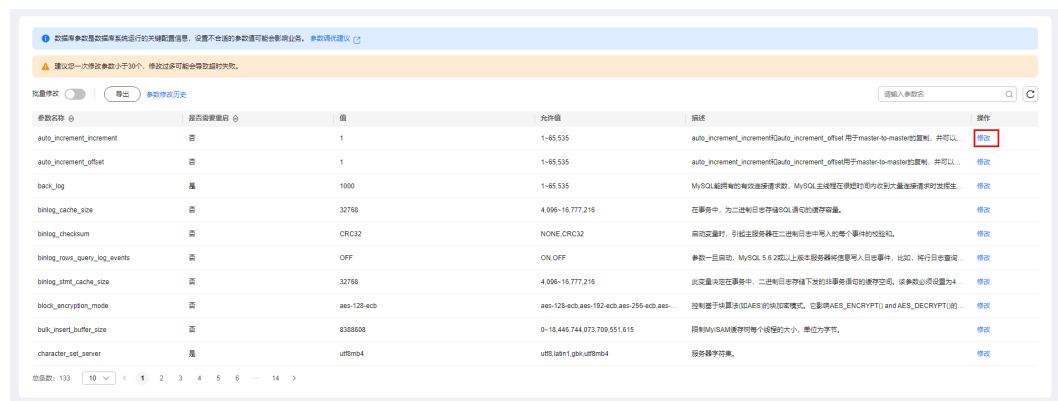 数据库参数是数据库系统运行的关键配置信息，设置不合适的参数值可能会影响业务。 参数调优建议
建议您一次修改参数小于30个，修改过多可能会导致超时失败。
批量修改 导出 参数修改历史 请输入参数名
参数名称 是否需要重启 值 允许值 描述 操作
auto_increment_increment 否 1 1~65,535 auto_increment_increment和auto_increment_offset 用于master-to-master的复制，并可以... 修改
auto_increment_offset 否 1 1~65,535 auto_increment_increment和auto_increment_offset用于master-to-master的复制，并可以... 修改
back_log 是 1000 1~65,535 MySQL能拥有的有效连接请求数。MySQL主线程在很短时间内收到大量连接请求时发挥生... 修改
binlog_cache_size 否 32768 4,096~16,777,216 在事务中，为二进制日志存储SQL语句的缓存容量。 修改
binlog_checksum 否 CRC32 NONE,CRC32 启动变量时，引起主服务器在二进制日志中写入的每个事件的校验和。 修改
binlog_rows_query_log_events 否 OFF ON,OFF 参数一旦启动，MySQL 5.6.2或以上版本服务器将信息写入日志事件，比如，将行日志查询... 修改
binlog_stmt_cache_size 否 32768 4,096~16,777,216 此变量决定在事务中，二进制日志存储下发的非事务语句的缓存空间。该参数必须设置为4... 修改
block_encryption_mode 否 aes-128-ecb aes-128-ecb,aes-192-ecb,aes-256-ecb,aes-... 控制基于块算法(如AES)的块加密模式。它影响AES_ENCRYPT() and AES_DECRYPT()的... 修改
bulk_insert_buffer_size 否 8388608 0~18,446,744,073,709,551,615 限制MyISAM缓存树每个线程的大小，单位为字节。 修改
character_set_server 是 utf8mb4 utf8,latin1,gbk,utf8mb4 服务器字符集。 修改
总条数：133 10 < 1 2 3 4 5 6 ... 14 >